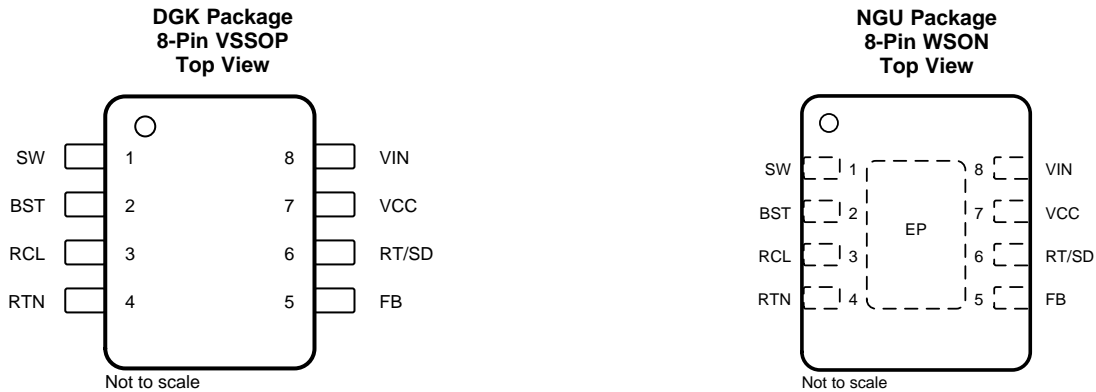 DGK Package
8-Pin VSSOP
Top View
SW 1 8 VIN
BST 2 7 VCC
RCL 3 6 RT/SD
RTN 4 5 FB
Not to scale
NGU Package
8-Pin WSON
Top View
SW 1 8 VIN
BST 2 7 VCC
EP
RCL 3 6 RT/SD
RTN 4 5 FB
Not to scale